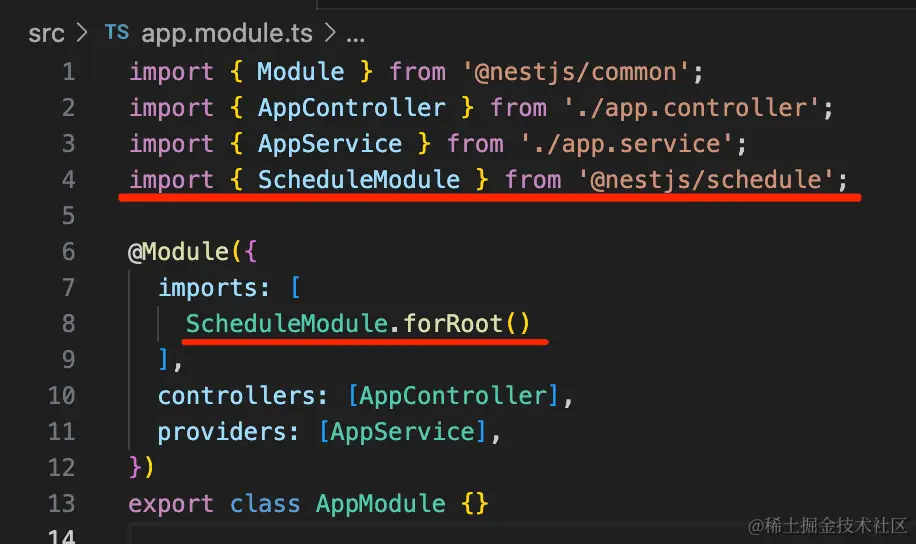 src > TS app.module.ts > ...
1 import { Module } from '@nestjs/common';
2 import { AppController } from './app.controller';
3 import { AppService } from './app.service';
4 import { ScheduleModule } from '@nestjs/schedule';
5
6 @Module({
7   imports: [
8     ScheduleModule.forRoot()
9   ],
10   controllers: [AppController],
11   providers: [AppService],
12 })
13 export class AppModule {}
14
@稀土掘金技术社区